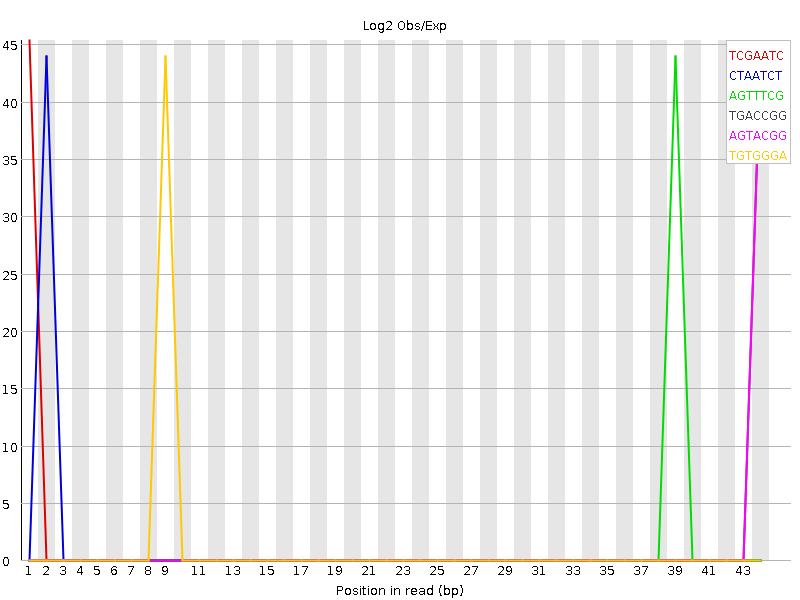 Log2 Obs/Exp
45
40
35
30
25
20
15
10
5
0
TCGAATC
CTAATCT
AGTTTCG
TGACCGG
AGTACGG
TGTGGGA
1 2 3 4 5 6 7 8 9 11 13 15 17 19 21 23 25 27 29 31 33 35 37 39 41 43
Position in read (bp)